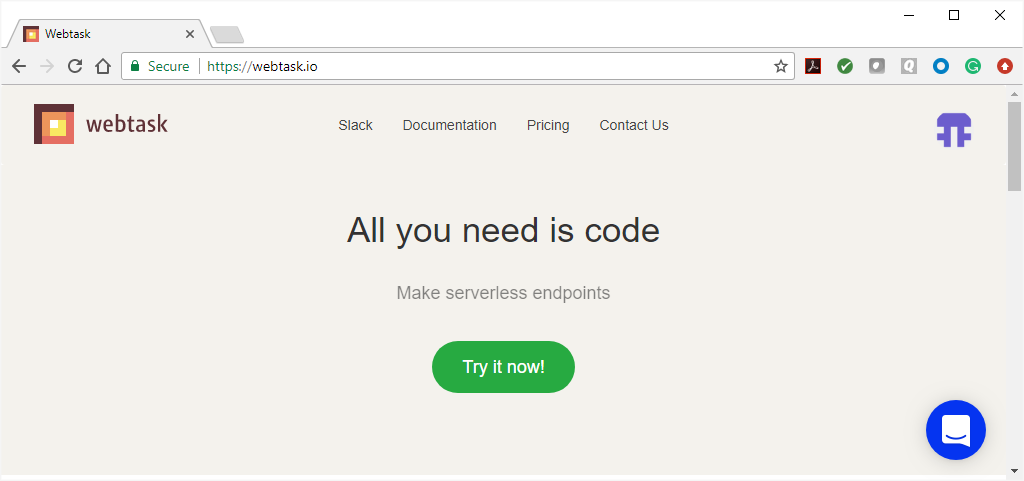 Webtask
Secure https://webtask.io
webtask Slack Documentation Pricing Contact Us
All you need is code
Make serverless endpoints
Try it now!